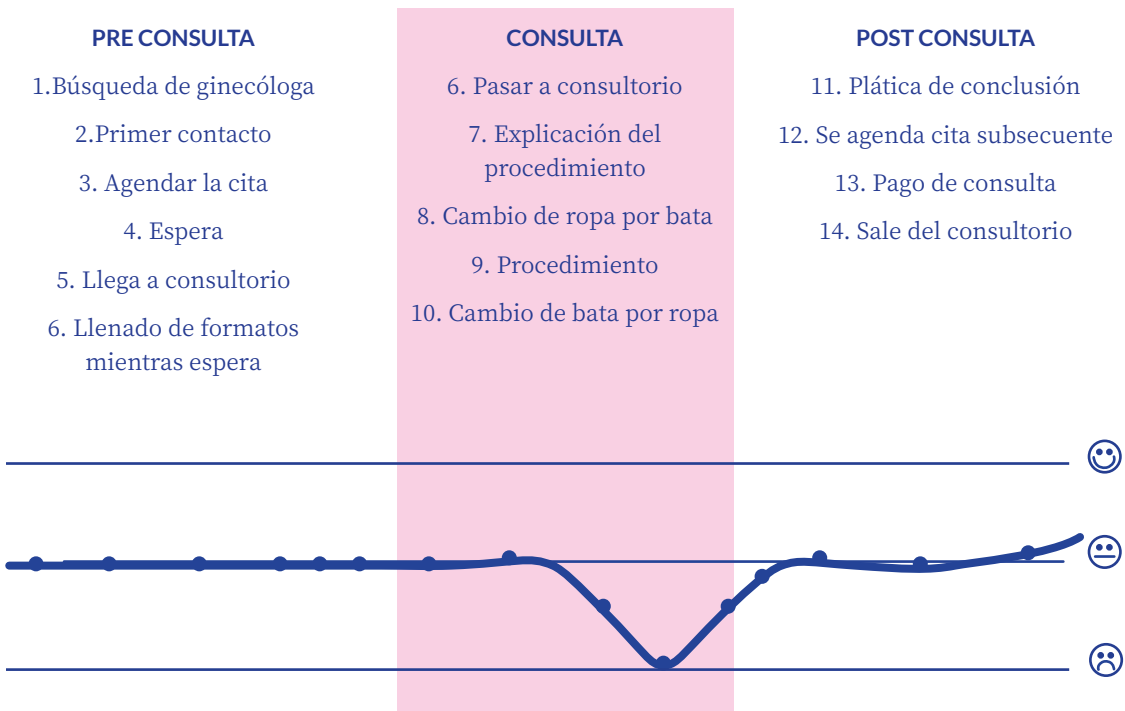 PRE CONSULTA
1.Búsqueda de ginecóloga
2.Primer contacto
3. Agendar la cita
4. Espera
5. Llega a consultorio
6. Llenado de formatos
mientras espera
CONSULTA
6. Pasar a consultorio
7. Explicación del
procedimiento
8. Cambio de ropa por bata
9. Procedimiento
10. Cambio de bata por ropa
POST CONSULTA
11. Plática de conclusión
12. Se agenda cita subsecuente
13. Pago de consulta
14. Sale del consultorio